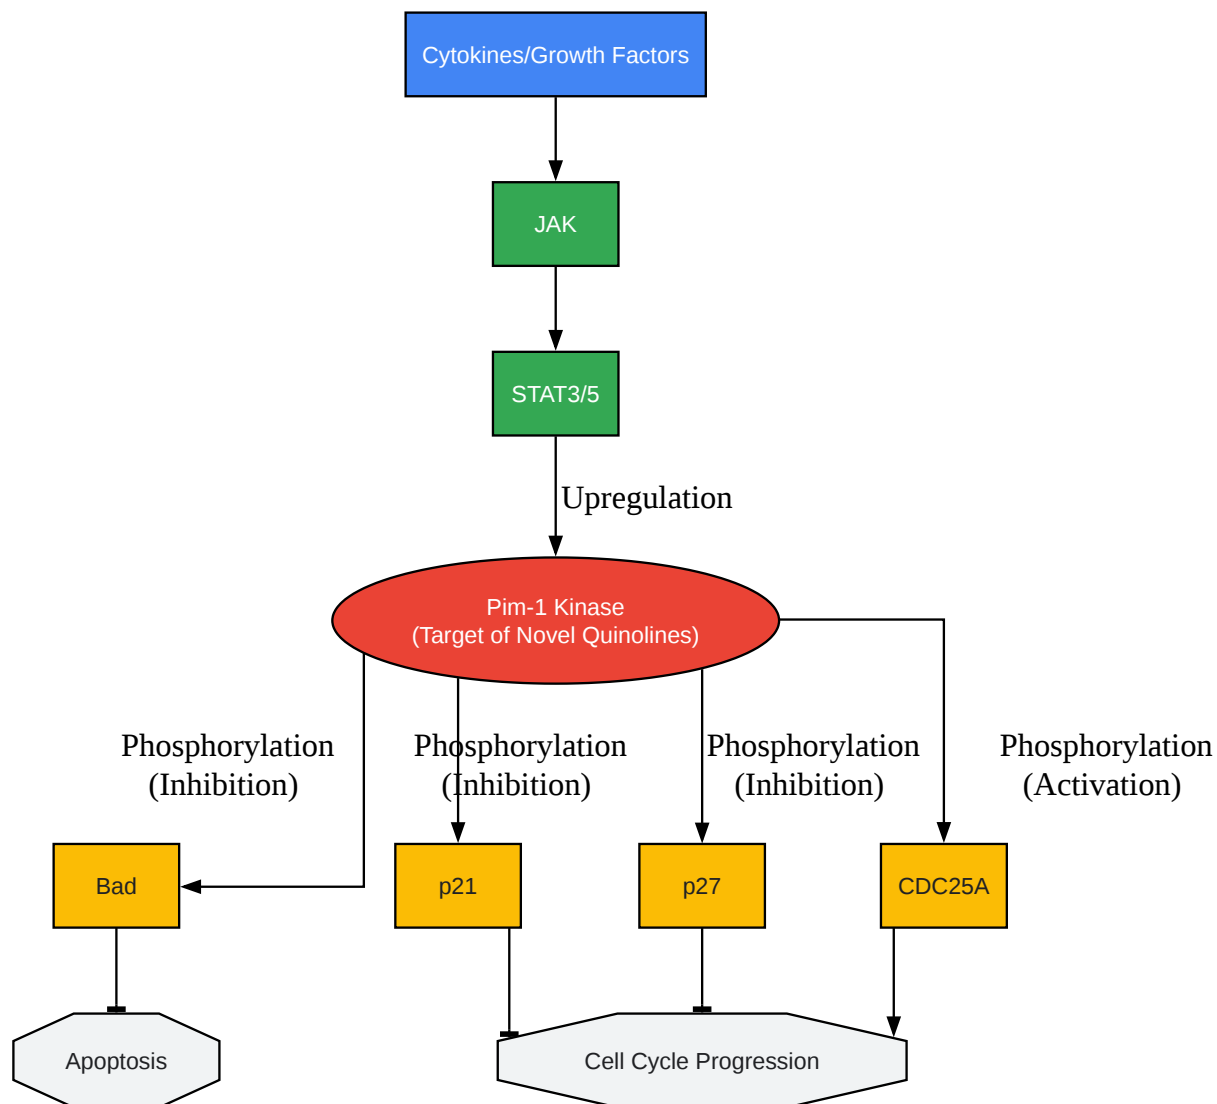 Cytokines/Growth Factors
JAK
STAT3/5
Upregulation
Pim-1 Kinase
(Target of Novel Quinolines)
Phosphorylation
(Inhibition)
Phosphorylation
(Inhibition)
Phosphorylation
(Inhibition)
Phosphorylation
(Activation)
Bad
p21
p27
CDC25A
Apoptosis
Cell Cycle Progression